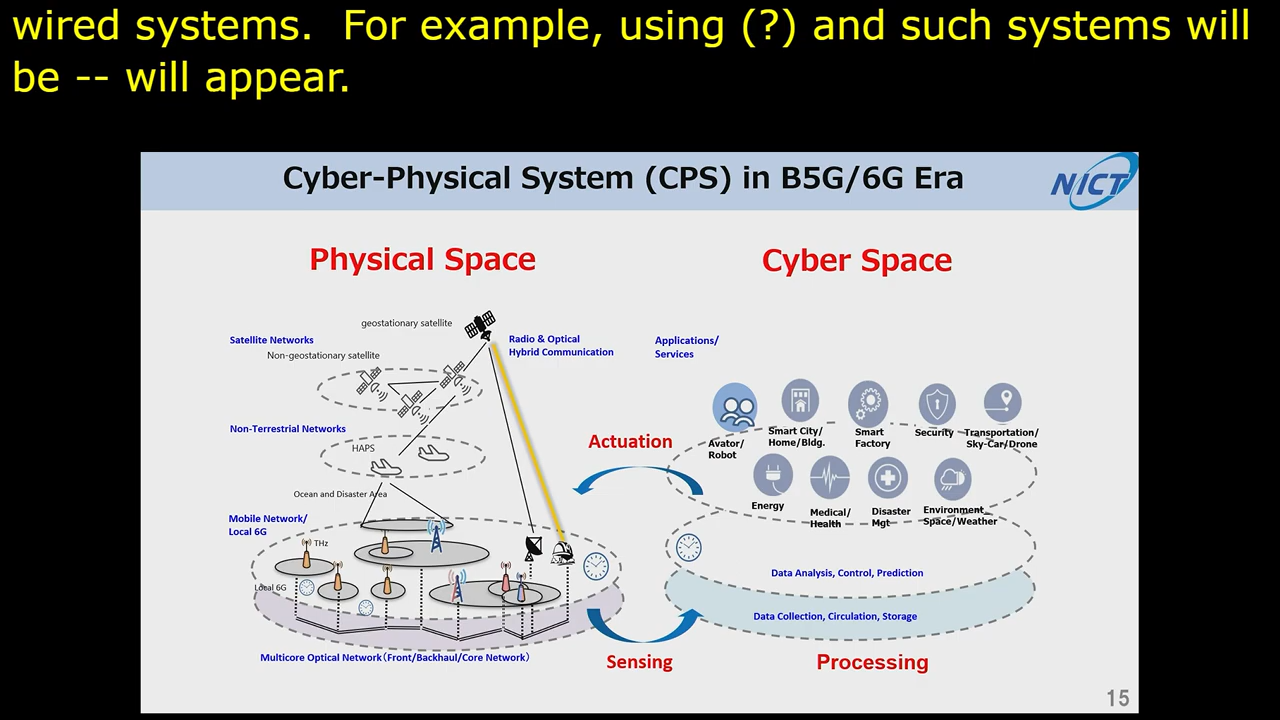 wired systems.  For example, using (?) and such systems will
be -- will appear.
Cyber-Physical System (CPS) in B5G/6G Era
NICT
Physical Space
Cyber Space
geostationary satellite
Satellite Networks
Non-geostationary satellite
Radio & Optical
Hybrid Communication
Non-Terrestrial Networks
HAPS
Ocean and Disaster Area
Mobile Network/
Local 6G
THz
Local 6G
Multicore Optical Network(Front/Backhaul/Core Network)
Actuation
Sensing
Applications/
Services
Avator/
Robot
Smart City/
Home/Bldg.
Smart
Factory
Security
Transportation/
Sky-Car/Drone
Energy
Medical/
Health
Disaster
Mgt
Environment
Space/Weather
Data Analysis, Control, Prediction
Data Collection, Circulation, Storage
Processing
15